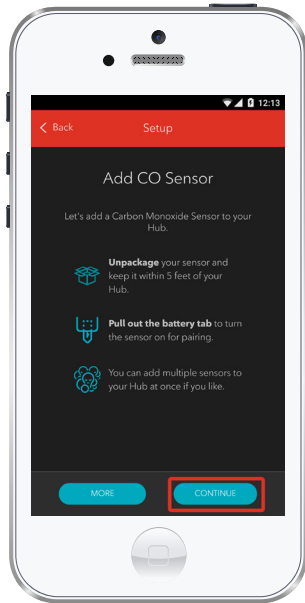 12:13
Back Setup
Add CO Sensor
Let's add a Carbon Monoxide Sensor to your
Hub.
Unpackage your sensor and
keep it within 5 feet of your
Hub.
Pull out the battery tab to turn
the sensor on for pairing.
You can add multiple sensors to
your Hub at once if you like.
MORE CONTINUE